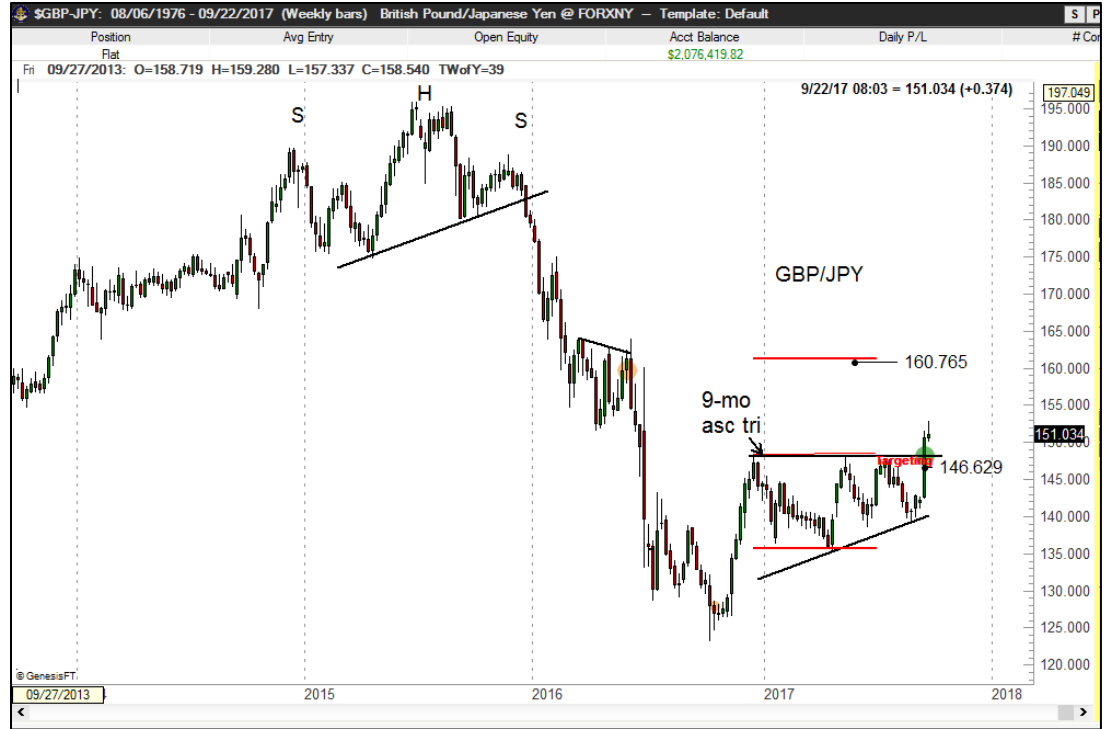 $GBP-JPY: 08/06/1976 - 09/22/2017 (Weekly bars) British Pound/Japanese Yen @ FORXNY – Template: Default
S P
Position Avg Entry Open Equity Acct Balance Daily P/L # Cor
Flat $2,076,419.82
Fri 09/27/2013: O=158.719 H=159.280 L=157.337 C=158.540 TWofY=39
9/22/17 08:03 = 151.034 (+0.374)
197.049
195.000
190.000
185.000
180.000
175.000
170.000
165.000
160.000
155.000
151.034
145.000
140.000
135.000
130.000
125.000
120.000
S
H
S
GBP/JPY
160.765
9-mo
asc tri
Targeting
146.629
© GenesisFT
09/27/2013 2015 2016 2017 2018